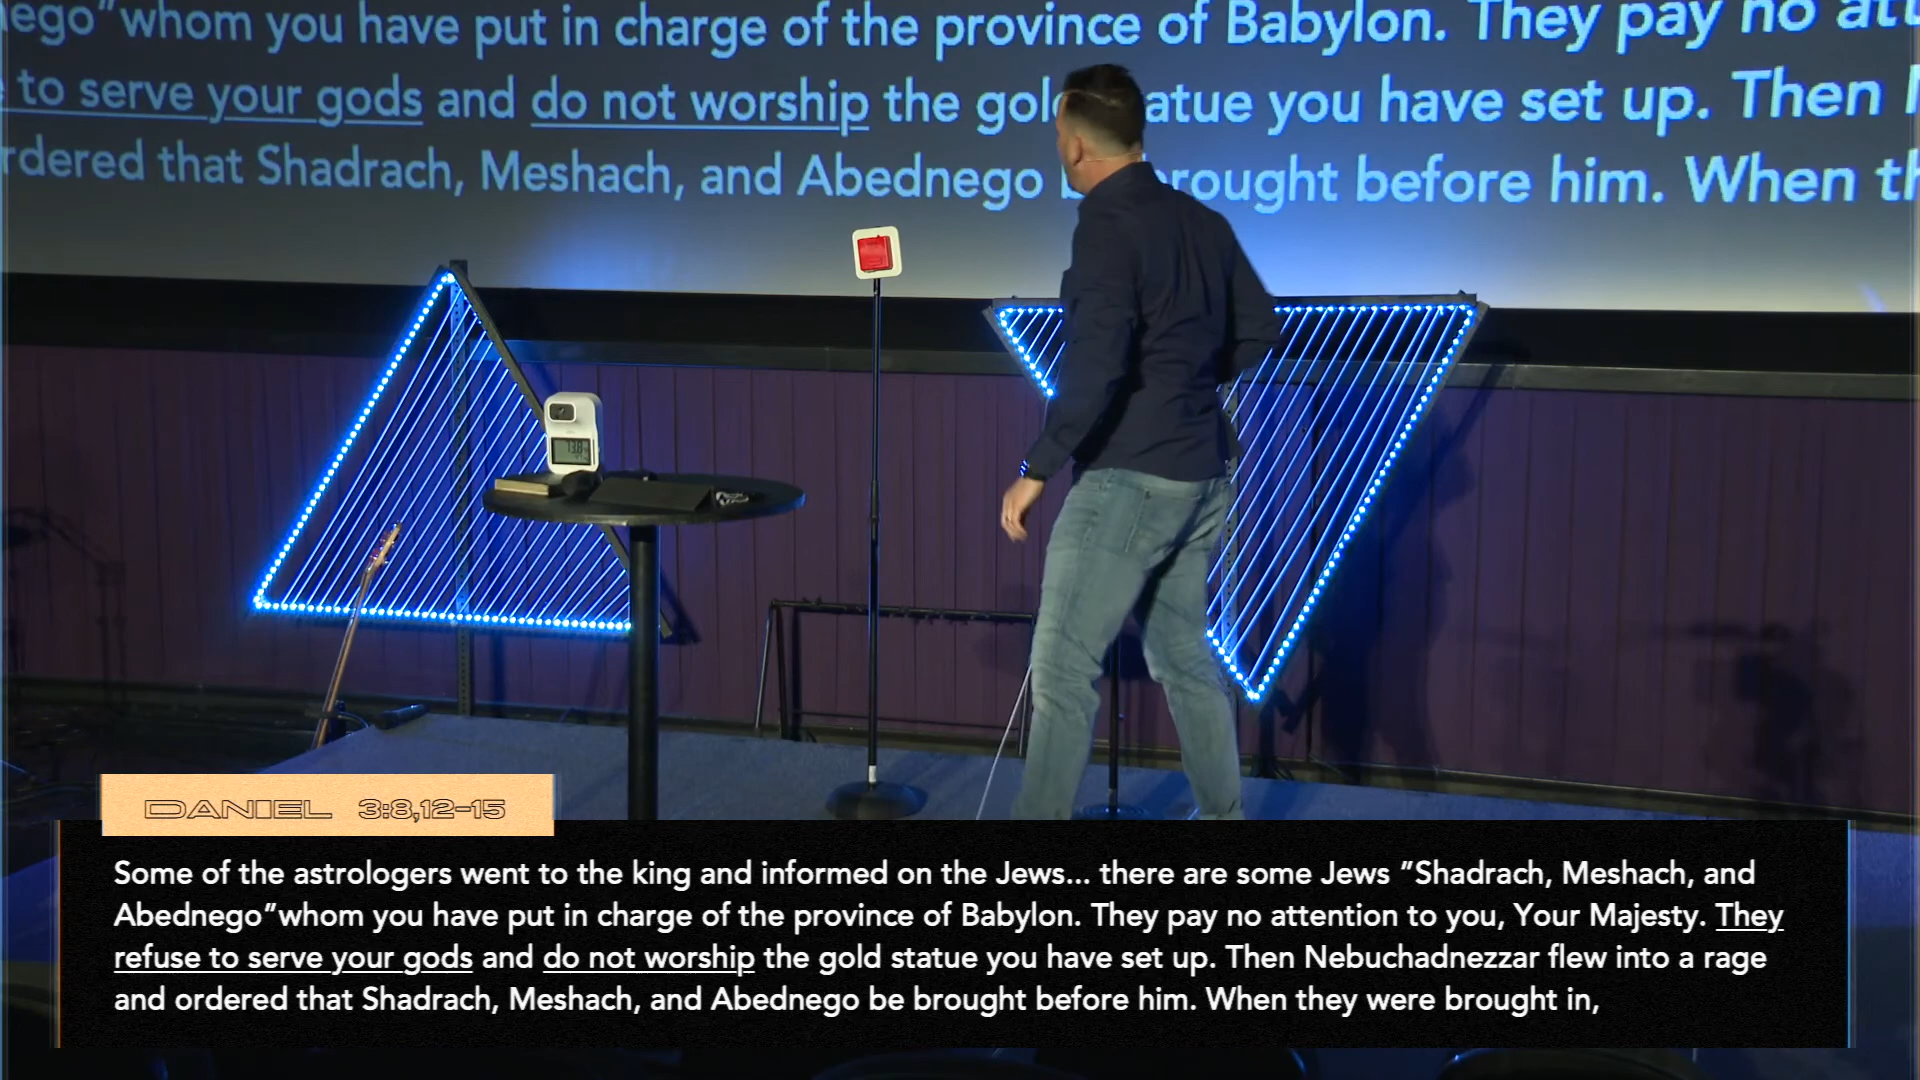 ego”whom you have put in charge of the province of Babylon. They pay no att
to serve your gods and do not worship the gold statue you have set up. Then
rdered that Shadrach, Meshach, and Abednego be brought before him. When th
DANIEL 3:8,12-15
Some of the astrologers went to the king and informed on the Jews... there are some Jews ”Shadrach, Meshach, and
Abednego”whom you have put in charge of the province of Babylon. They pay no attention to you, Your Majesty. They
refuse to serve your gods and do not worship the gold statue you have set up. Then Nebuchadnezzar flew into a rage
and ordered that Shadrach, Meshach, and Abednego be brought before him. When they were brought in,